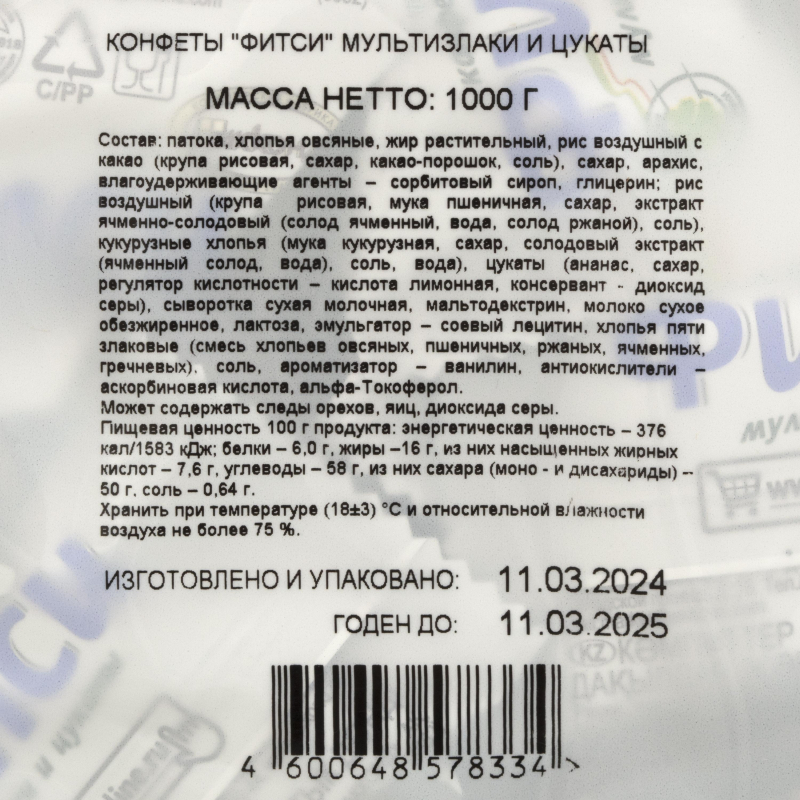 C/PP
КОНФЕТЫ "ФИТСИ" МУЛЬТИЗЛАКИ И ЦУКАТЫ
МАССА НЕТТО: 1000 Г
Состав: патока, хлопья овсяные, жир растительный, рис воздушный с
какао (крупа рисовая, сахар, какао-порошок, соль), сахар, арахис,
влагоудерживающие агенты – сорбитовый сироп, глицерин; рис
воздушный (крупа рисовая, мука пшеничная, сахар, экстракт
ячменно-солодовый (солод ячменный, вода, солод ржаной), соль),
кукурузные хлопья (мука кукурузная, сахар, солодовый экстракт
(ячменный солод, вода), соль, вода), цукаты (ананас, сахар,
регулятор кислотности – кислота лимонная, консервант - диоксид
серы), сыворотка сухая молочная, мальтодекстрин, молоко сухое
обезжиренное, лактоза, эмульгатор – соевый лецитин, хлопья пяти
злаковые (смесь хлопьев овсяных, пшеничных, ржаных, ячменных,
гречневых), соль, ароматизатор – ванилин, антиокислители –
аскорбиновая кислота, альфа-Токоферол.
Может содержать следы орехов, яиц, диоксида серы.
Пищевая ценность 100 г продукта: энергетическая ценность – 376
кал/1583 кДж; белки – 6,0 г, жиры –16 г, из них насыщенных жирных
кислот – 7,6 г, углеводы – 58 г, из них сахара (моно - и дисахариды) –
50 г, соль – 0,64 г.
Хранить при температуре (18±3) °С и относительной влажности
воздуха не более 75 %.
ИЗГОТОВЛЕНО И УПАКОВАНО: 11.03.2024
ГОДЕН ДО: 11.03.2025
4 600648 578334 >